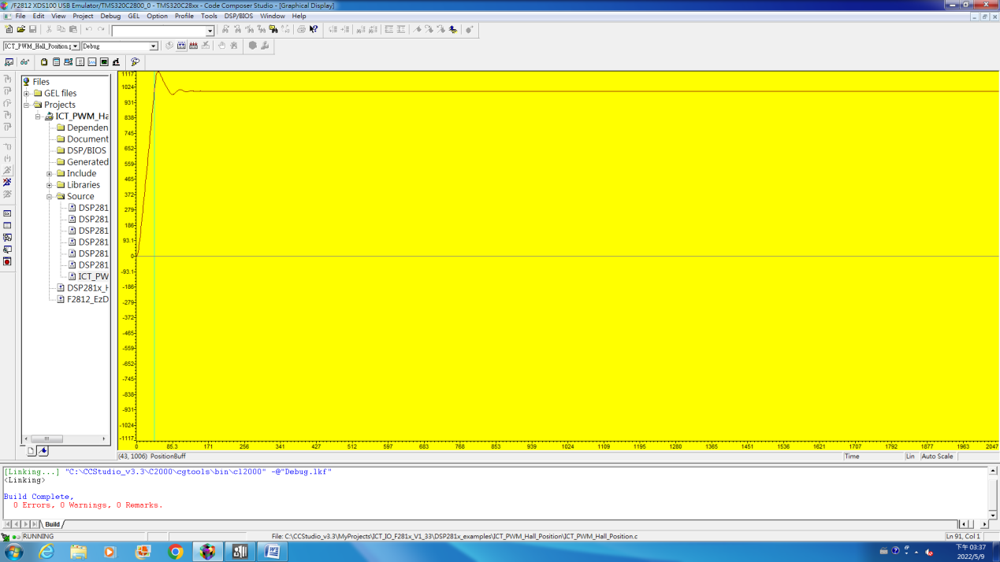 /F2812 XDS100 USB Emulator/TMS320C2800_0 - TMS320C28xx - Code Composer Studio - [Graphical Display]
File Edit View Project Debug GEL Option Profile Tools DSP/BIOS Window Help
ICT_PWM_Hall_Position.p Debug
Files
GEL files
Projects
ICT_PWM_Ha
Dependen
Document
DSP/BIOS
Generated
Include
Libraries
Source
DSP281
DSP281
DSP281
DSP281
DSP281
DSP281
ICT_PW
DSP281x_H
F2812_EzD
1117
1024
931
838
745
652
559
465
372
279
186
93.1
0
-93.1
-186
-279
-372
-465
-559
-652
-745
-838
-931
-1024
-1117
0 85.3 171 256 341 427 512 597 683 768 853 939 1024 1109 1195 1280 1365 1451 1536 1621 1707 1792 1877 1963 2047
(43, 1006) PositionBuff Time Lin Auto Scale
[Linking...] "C:\CCStudio_v3.3\C2000\cgtools\bin\cl2000" -@"Debug.lkf"
<Linking>
Build Complete,
0 Errors, 0 Warnings, 0 Remarks.
Build
RUNNING File: C:\CCStudio_v3.3\MyProjects\ICT_IO_F281x_V1_33\DSP281x_examples\ICT_PWM_Hall_Position\ICT_PWM_Hall_Position.c Ln 91, Col 1
下午 03:37
2022/5/9